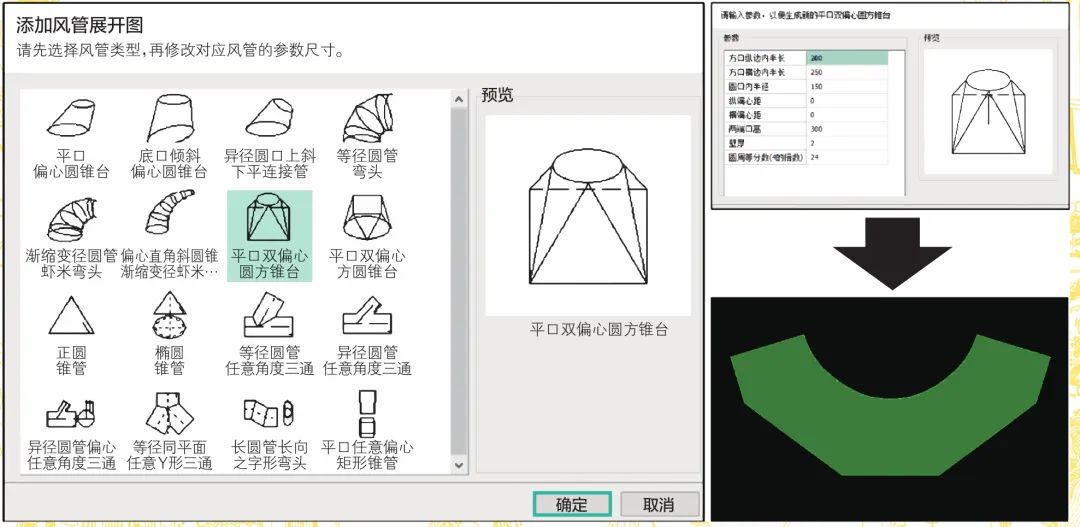 添加风管展开图
请先选择风管类型,再修改对应风管的参数尺寸。
平口
偏心圆锥台
底口倾斜
偏心圆锥台
异径圆口上斜
下平连接管
等径圆管
弯头
渐缩变径圆管
虾米弯头
偏心直角斜圆锥
渐缩变径虾米…
平口双偏心
圆方锥台
平口双偏心
方圆锥台
正圆
锥管
椭圆
锥管
等径圆管
任意角度三通
异径圆管
任意角度三通
异径圆管偏心
任意角度三通
等径同平面
任意Y形三通
长圆管长向
之字形弯头
平口任意偏心
矩形锥管
预览
平口双偏心圆方锥台
确定
取消
请输入参数,以便生成新的平口双偏心圆方锥台
参数
方口纵边内半长 200
方口横边内半长 250
圆口内半径 150
纵偏心距 0
横偏心距 0
两端口高 300
壁厚 2
圆周等分数(4的倍数) 24
预览